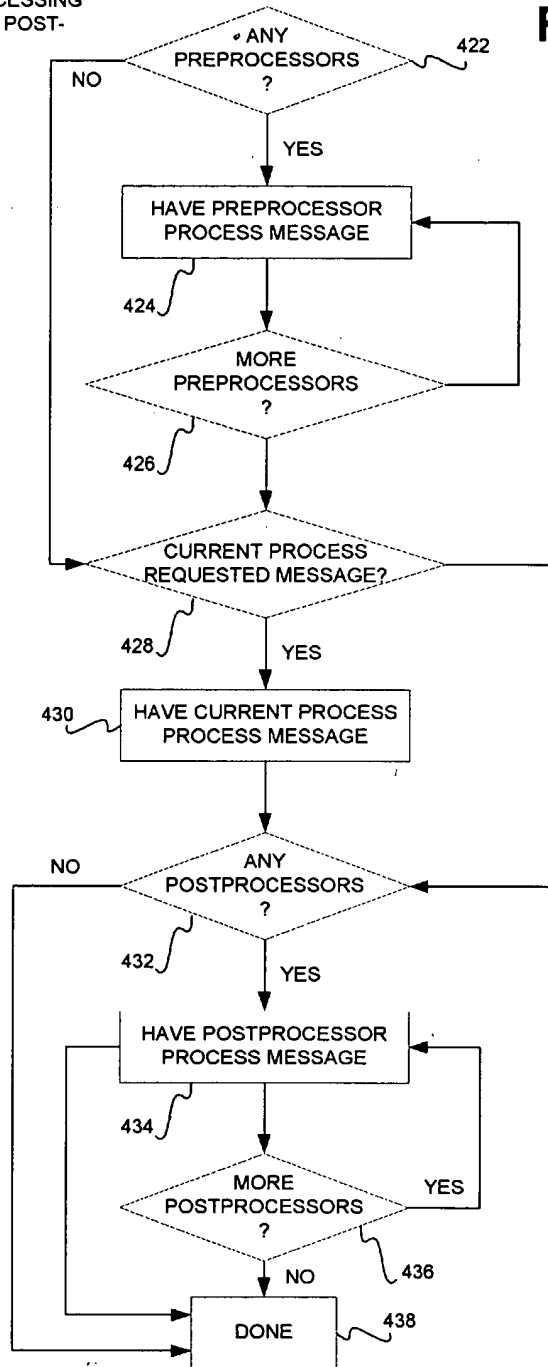 CESSING
POST-
F
ANY
PREPROCESSORS
?
422
NO
YES
HAVE PREPROCESSOR
PROCESS MESSAGE
424
MORE
PREPROCESSORS
?
426
CURRENT PROCESS
REQUESTED MESSAGE?
428
YES
430
HAVE CURRENT PROCESS
PROCESS MESSAGE
NO
ANY
POSTPROCESSORS
?
432
YES
HAVE POSTPROCESSOR
PROCESS MESSAGE
434
MORE
POSTPROCESSORS
?
YES
436
NO
DONE
438